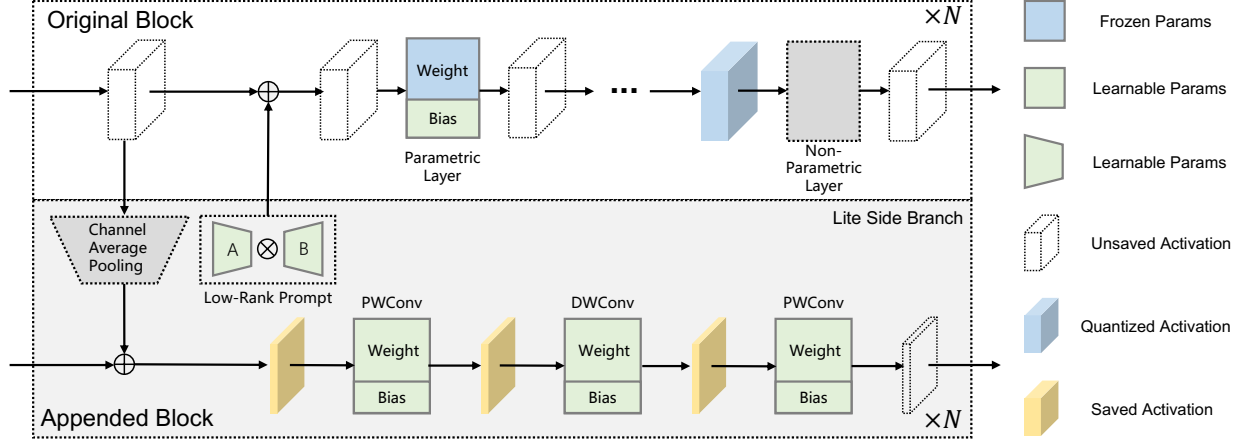 Original Block
×N
Weight
Bias
Parametric
Layer
...
Non-
Parametric
Layer
Channel
Average
Pooling
A
⊗
B
Low-Rank Prompt
Lite Side Branch
PWConv
Weight
Bias
DWConv
Weight
Bias
PWConv
Weight
Bias
Appended Block
×N
Frozen Params
Learnable Params
Learnable Params
Unsaved Activation
Quantized Activation
Saved Activation